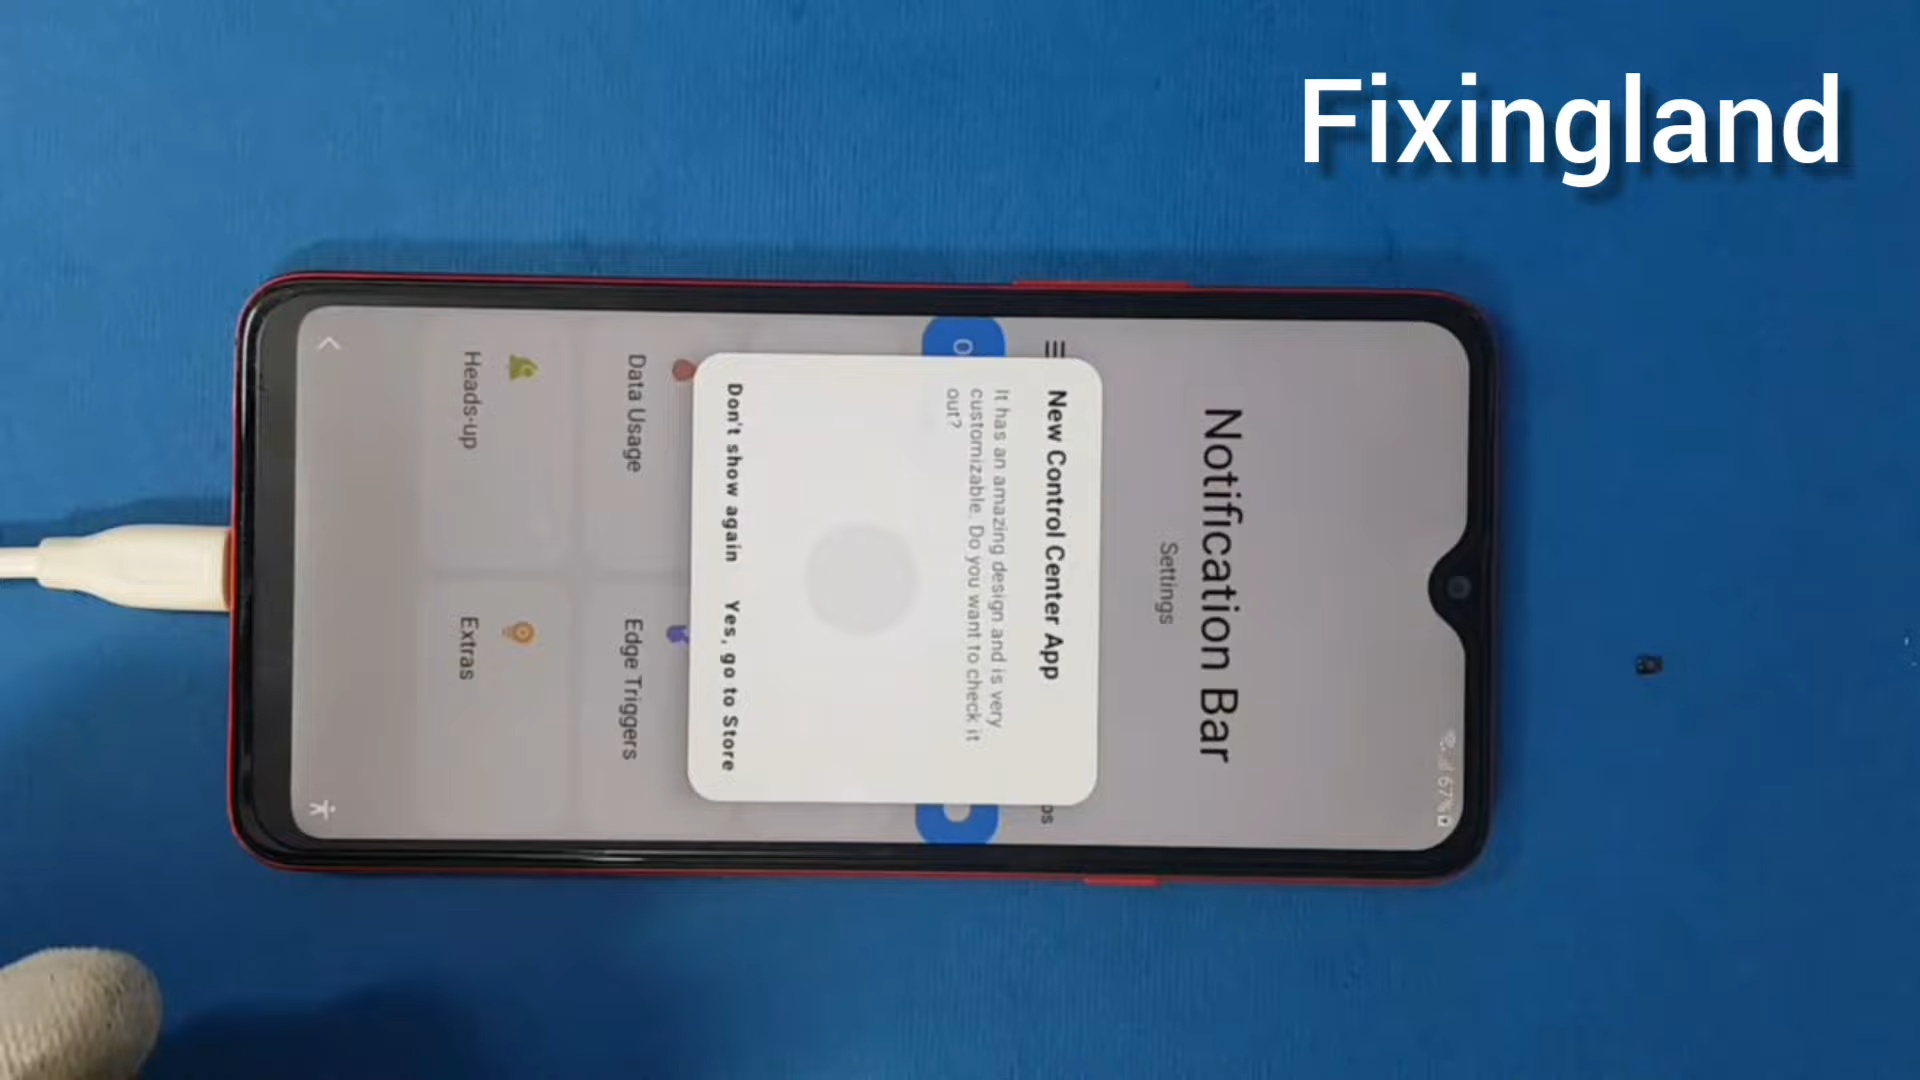 Fixingland
67%
Notification Bar
Settings
New Control Center App
It has an amazing design and is very
customizable. Do you want to check it
out?
Don't show again
Yes, go to Store
Data Usage
Edge Triggers
Heads-up
Extras